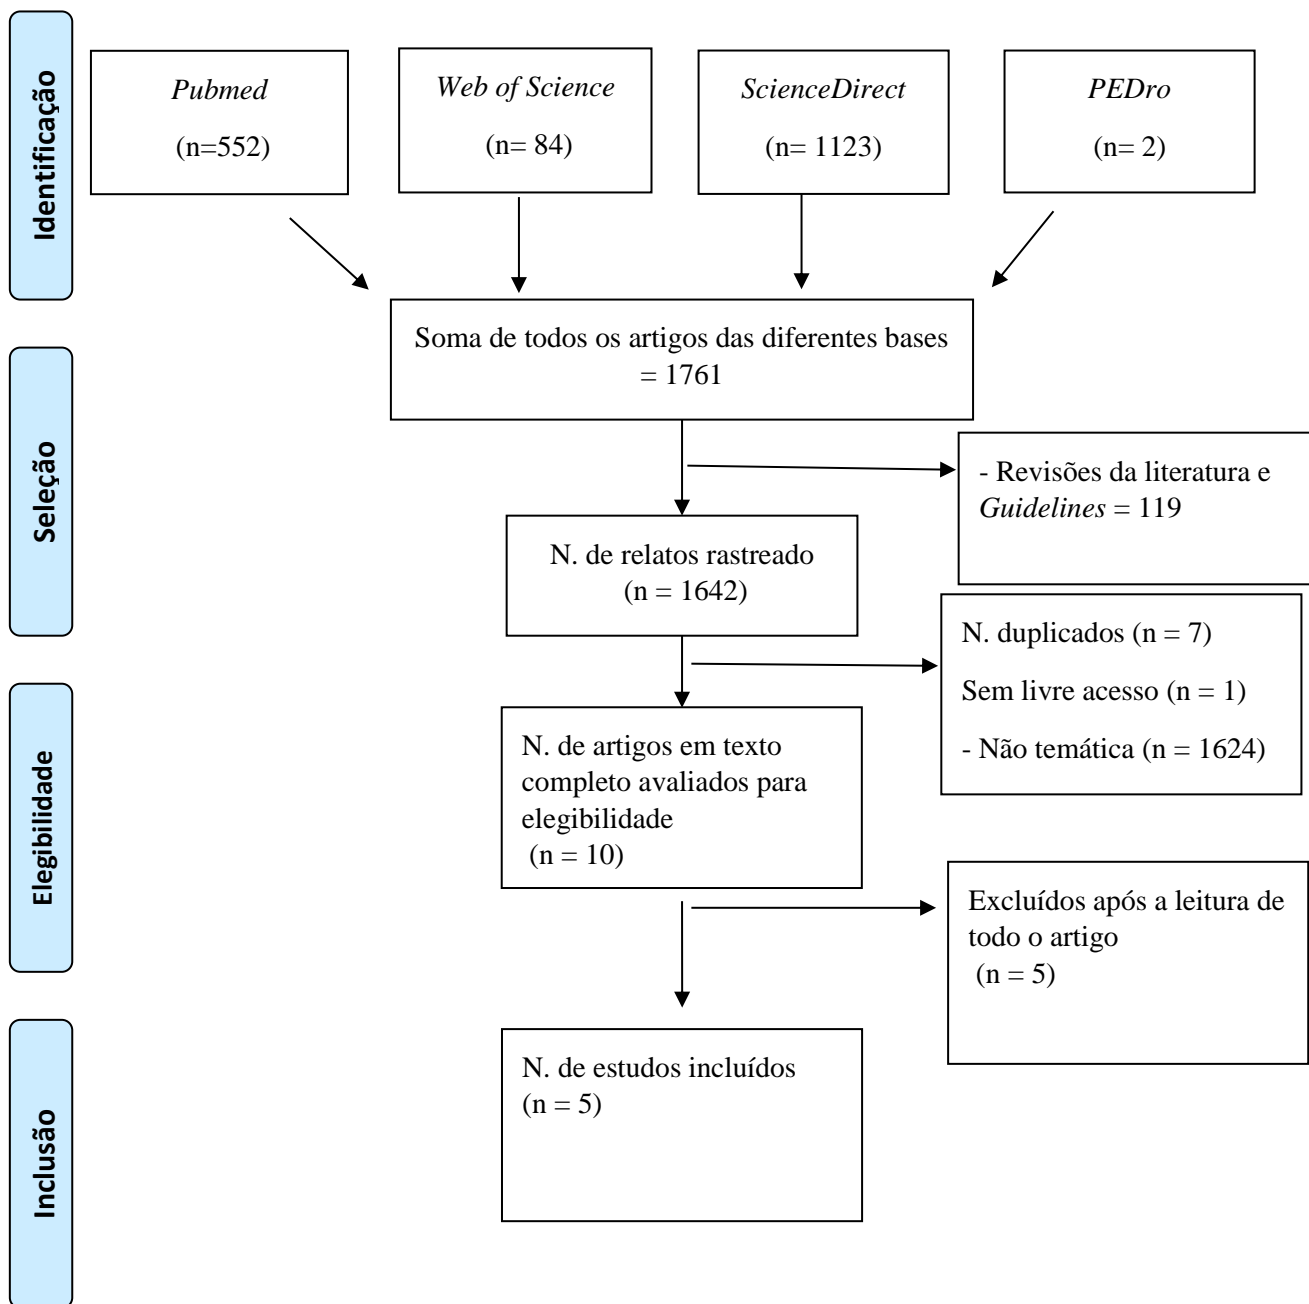 Identificação
Pubmed
(n=552)
Web of Science
(n= 84)
ScienceDirect
(n= 1123)
PEDro
(n= 2)
Soma de todos os artigos das diferentes bases
= 1761
Seleção
- Revisões da literatura e
Guidelines = 119
N. de relatos rastreado
(n = 1642)
N. duplicados (n = 7)
Sem livre acesso (n = 1)
- Não temática (n = 1624)
Elegibilidade
N. de artigos em texto
completo avaliados para
elegibilidade
(n = 10)
Excluídos após a leitura de
todo o artigo
(n = 5)
Inclusão
N. de estudos incluídos
(n = 5)